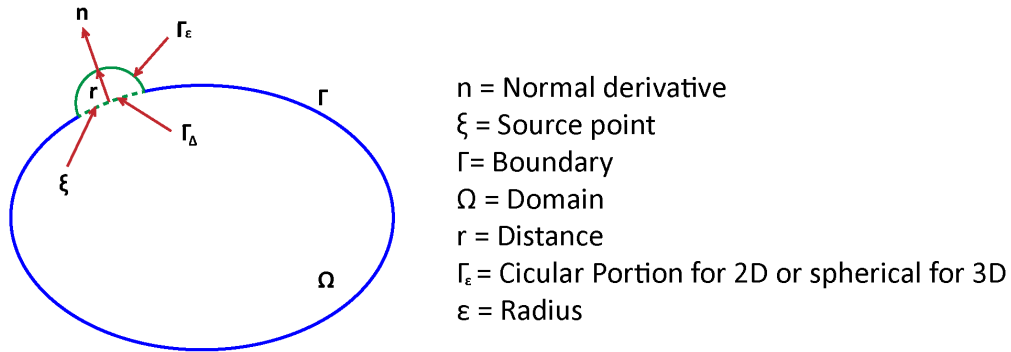 n
Γε
r
Γ
ΓΔ
ξ
Ω
n = Normal derivative
ξ = Source point
Γ= Boundary
Ω = Domain
r = Distance
Γε = Cicular Portion for 2D or spherical for 3D
ε = Radius